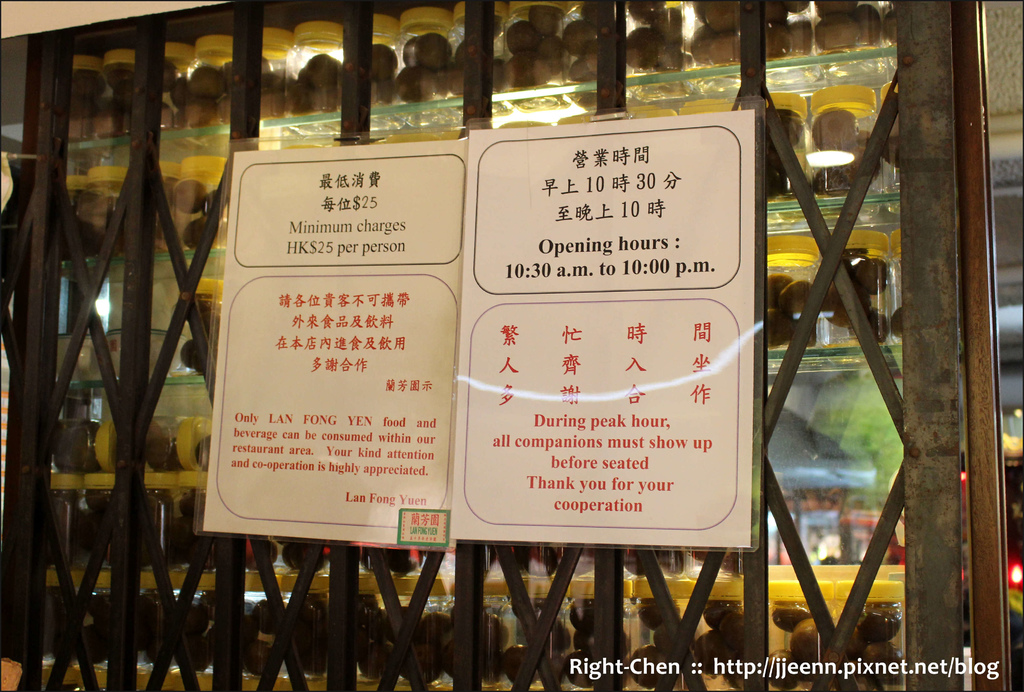 最低消費
每位$25
Minimum charges
HK$25 per person
請各位貴客不可攜帶
外來食品及飲料
在本店內進食及飲用
多謝合作
蘭芳園示
Only LAN FONG YEN food and
beverage can be consumed within our
restaurant area. Your kind attention
and co-operation is highly appreciated.
Lan Fong Yuen
蘭芳園
LAN FONG YUEN
營業時間
早上10時30分
至晚上10時
Opening hours :
10:30 a.m. to 10:00 p.m.
繁忙時間
人齊入坐
多謝合作
During peak hour,
all companions must show up
before seated
Thank you for your
cooperation
Right-Chen :: http://jjeenn.pixnet.net/blog